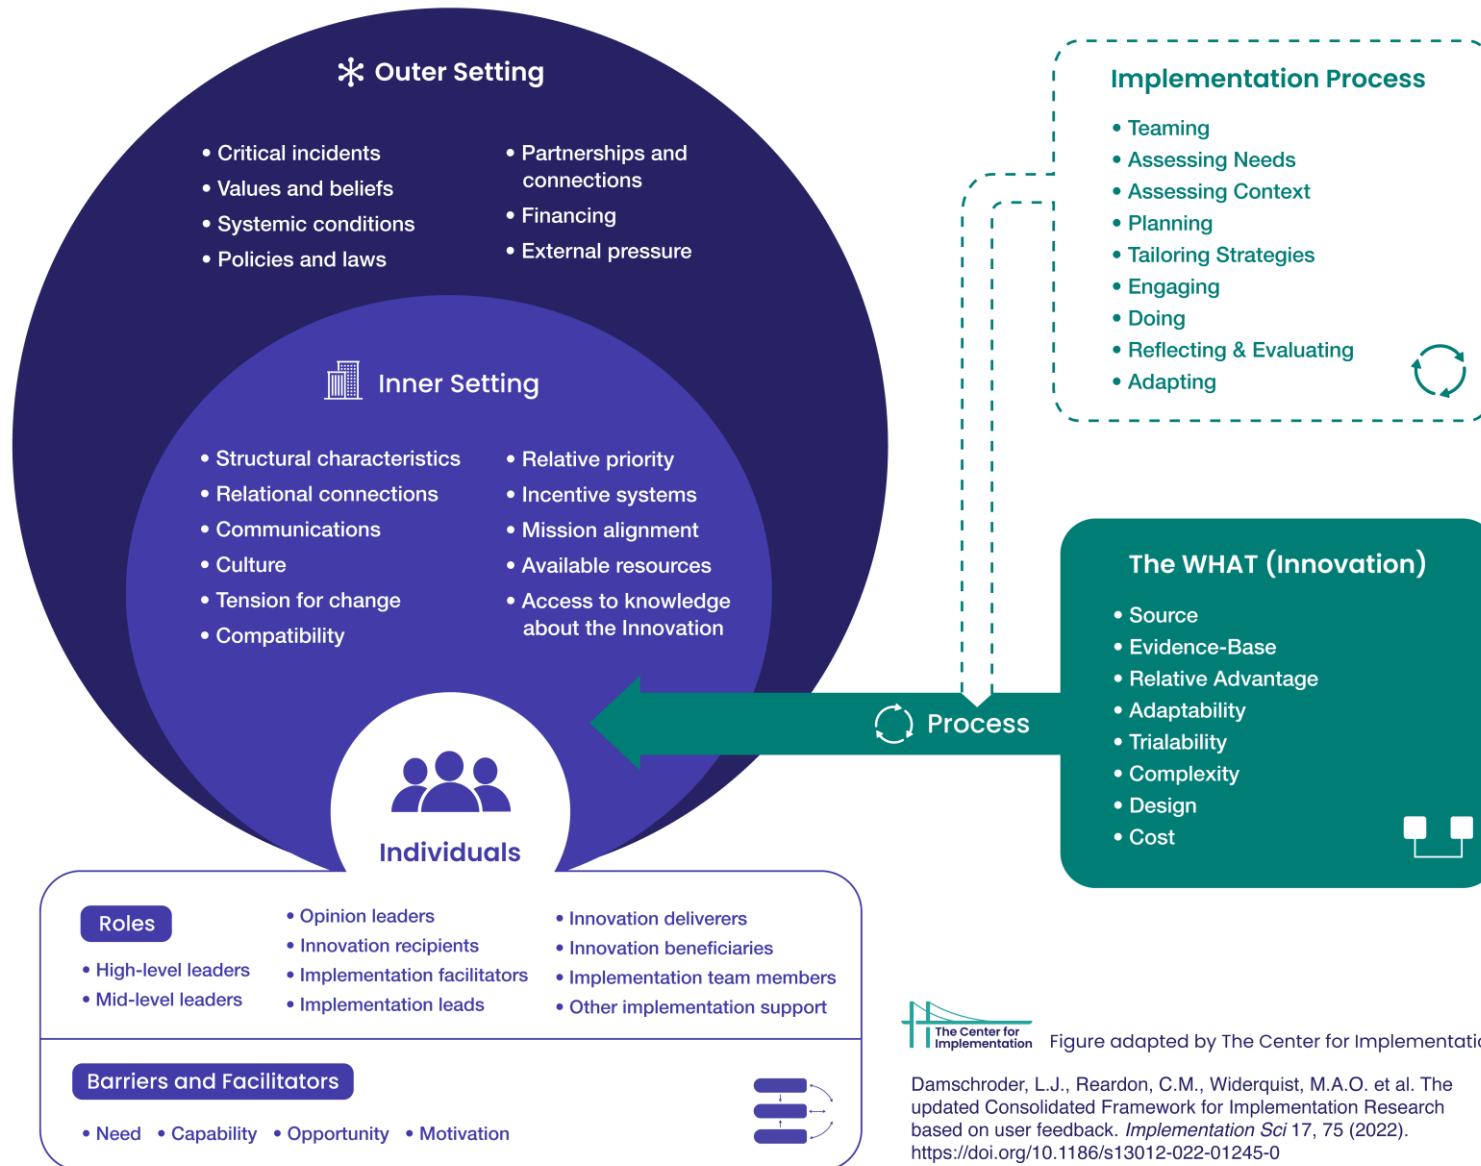 Outer Setting
• Critical incidents
• Values and beliefs
• Systemic conditions
• Policies and laws
• Partnerships and
connections
• Financing
• External pressure
Inner Setting
• Structural characteristics
• Relational connections
• Communications
• Culture
• Tension for change
• Compatibility
• Relative priority
• Incentive systems
• Mission alignment
• Available resources
• Access to knowledge
about the Innovation
Individuals
Roles
• High-level leaders
• Mid-level leaders
• Opinion leaders
• Innovation recipients
• Implementation facilitators
• Implementation leads
• Innovation deliverers
• Innovation beneficiaries
• Implementation team members
• Other implementation support
Barriers and Facilitators
• Need • Capability • Opportunity • Motivation
Implementation Process
• Teaming
• Assessing Needs
• Assessing Context
• Planning
• Tailoring Strategies
• Engaging
• Doing
• Reflecting & Evaluating
• Adapting
Process
The WHAT (Innovation)
• Source
• Evidence-Base
• Relative Advantage
• Adaptability
• Trialability
• Complexity
• Design
• Cost
The Center for
Implementation
Figure adapted by The Center for Implementatio
Damschroder, L.J., Reardon, C.M., Widerquist, M.A.O. et al. The
updated Consolidated Framework for Implementation Research
based on user feedback. Implementation Sci 17, 75 (2022).
https://doi.org/10.1186/s13012-022-01245-0